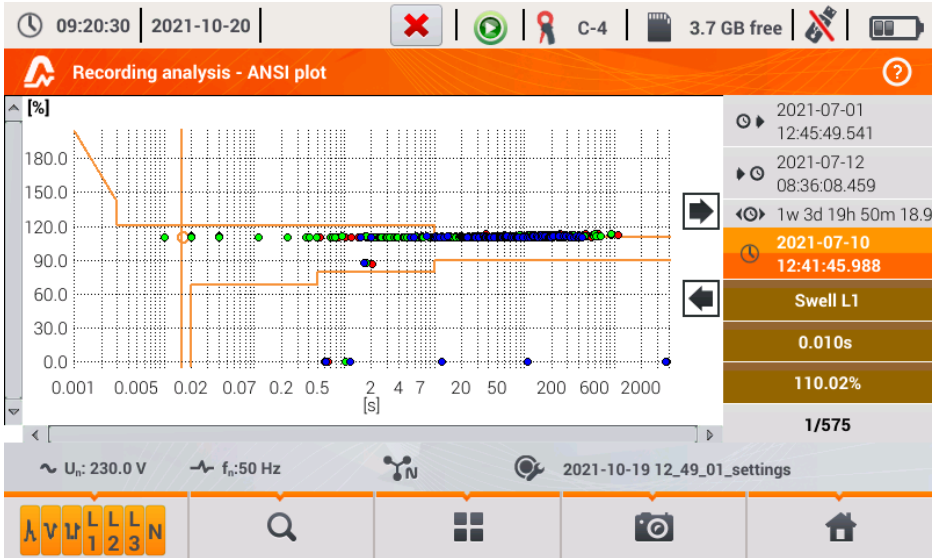 09:20:30 2021-10-20 C-4 3.7 GB free
Recording analysis - ANSI plot ?
[%]
180.0
150.0
120.0
90.0
60.0
30.0
0.0
0.001 0.005 0.02 0.07 0.2 0.5 2 4 7 20 50 200 600 2000
[s]
2021-07-01
12:45:49.541
2021-07-12
08:36:08.459
1w 3d 19h 50m 18.9
2021-07-10
12:41:45.988
Swell L1
0.010s
110.02%
1/575
Un: 230.0 V fn:50 Hz N 2021-10-19 12_49_01_settings
L1 L2 L3 N